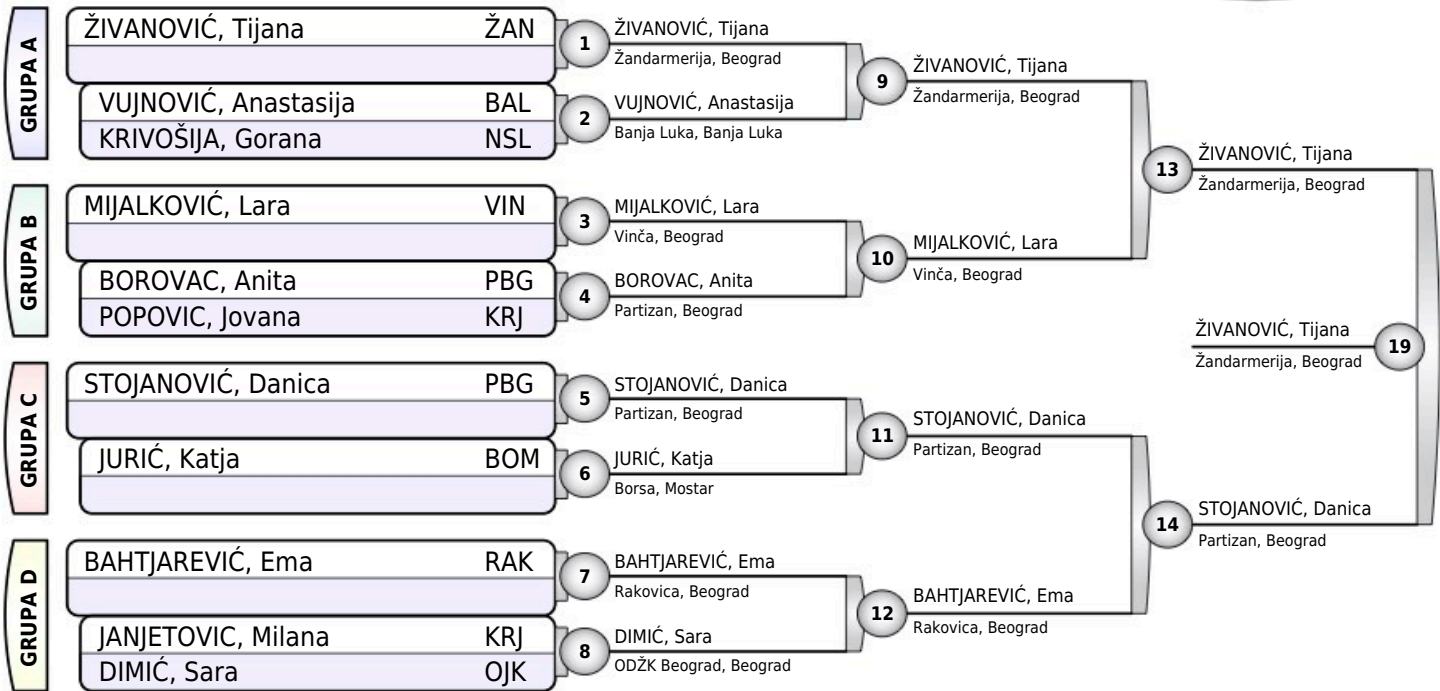 GRUPA A
ŽIVANOVIĆ, Tijana ŽAN
VUJNOVIĆ, Anastasija BAL
KRIVOŠIJA, Gorana NSL
GRUPA B
MIJALKOVIĆ, Lara VIN
BOROVAC, Anita PBG
POPOVIC, Jovana KRJ
GRUPA C
STOJANOVIĆ, Danica PBG
JURIĆ, Katja BOM
GRUPA D
BAHTJAREVIĆ, Ema RAK
JANJETOVIC, Milana KRJ
DIMIĆ, Sara OJK
1
ŽIVANOVIĆ, Tijana
Žandarmerija, Beograd
2
VUJNOVIĆ, Anastasija
Banja Luka, Banja Luka
3
MIJALKOVIĆ, Lara
Vinča, Beograd
4
BOROVAC, Anita
Partizan, Beograd
5
STOJANOVIĆ, Danica
Partizan, Beograd
6
JURIĆ, Katja
Borsa, Mostar
7
BAHTJAREVIĆ, Ema
Rakovica, Beograd
8
DIMIĆ, Sara
ODŽK Beograd, Beograd
9
ŽIVANOVIĆ, Tijana
Žandarmerija, Beograd
10
MIJALKOVIĆ, Lara
Vinča, Beograd
11
STOJANOVIĆ, Danica
Partizan, Beograd
12
BAHTJAREVIĆ, Ema
Rakovica, Beograd
13
ŽIVANOVIĆ, Tijana
Žandarmerija, Beograd
14
STOJANOVIĆ, Danica
Partizan, Beograd
ŽIVANOVIĆ, Tijana
Žandarmerija, Beograd
19